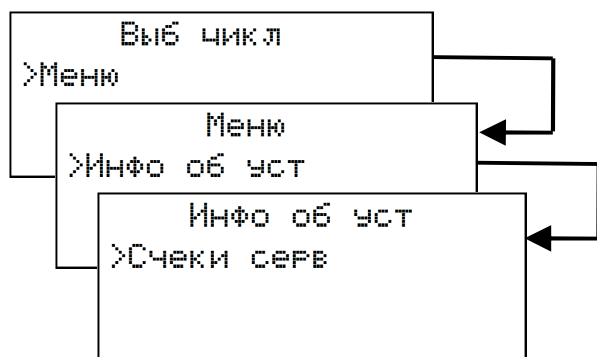 Выб цикл
>Меню
Меню
>Инфо об уст
Инфо об уст
>Счеки серв